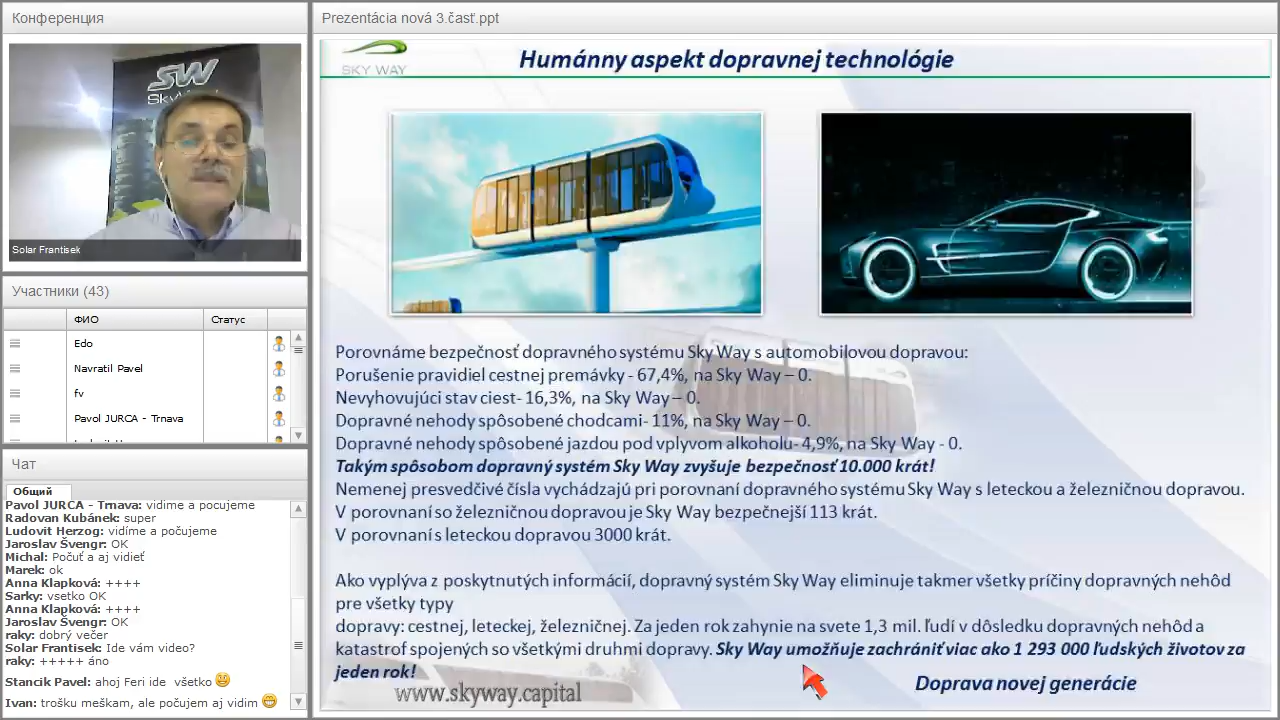 Конференция
SW
Solar Frantisek
Участники (43)
ФИО
Статус
Edo
Navratil Pavel
fv
Pavol JURCA - Trnava
Чат
Общий
Pavol JURCA - Trnava: vidime a pocujeme
Radovan Kubánek: super
Ludovit Herzog: vidíme a počujeme
Jaroslav Švengr: OK
Michal: Počuť a aj vidieť
Marek: ok
Anna Klapková: ++++
Sarky: vsetko OK
Anna Klapková: ++++
Jaroslav Švengr: OK
raky: dobrý večer
Solar Frantisek: Ide vám video?
raky: +++++ áno
Stancik Pavel: ahoj Feri ide všetko
Ivan: trošku meškam, ale počujem aj vidim
Prezentácia nová 3.časť.ppt
SKY WAY
Humánny aspekt dopravnej technológie
Porovnáme bezpečnosť dopravného systému Sky Way s automobilovou dopravou:
Porušenie pravidiel cestnej premávky - 67,4%, na Sky Way – 0.
Nevyhovujúci stav ciest- 16,3%, na Sky Way – 0.
Dopravné nehody spôsobené chodcami- 11%, na Sky Way – 0.
Dopravné nehody spôsobené jazdou pod vplyvom alkoholu- 4,9%, na Sky Way - 0.
Takým spôsobom dopravný systém Sky Way zvyšuje bezpečnosť 10.000 krát!
Nemenej presvedčivé čísla vychádzajú pri porovnaní dopravného systému Sky Way s leteckou a železničnou dopravou.
V porovnaní so železničnou dopravou je Sky Way bezpečnejší 113 krát.
V porovnaní s leteckou dopravou 3000 krát.
Ako vyplýva z poskytnutých informácií, dopravný systém Sky Way eliminuje takmer všetky príčiny dopravných nehôd
pre všetky typy
dopravy: cestnej, leteckej, železničnej. Za jeden rok zahynie na svete 1,3 mil. ľudí v dôsledku dopravných nehôd a
katastrof spojených so všetkými druhmi dopravy. Sky Way umožňuje zachrániť viac ako 1 293 000 ľudských životov za
jeden rok!
www.skyway.capital
Doprava novej generácie